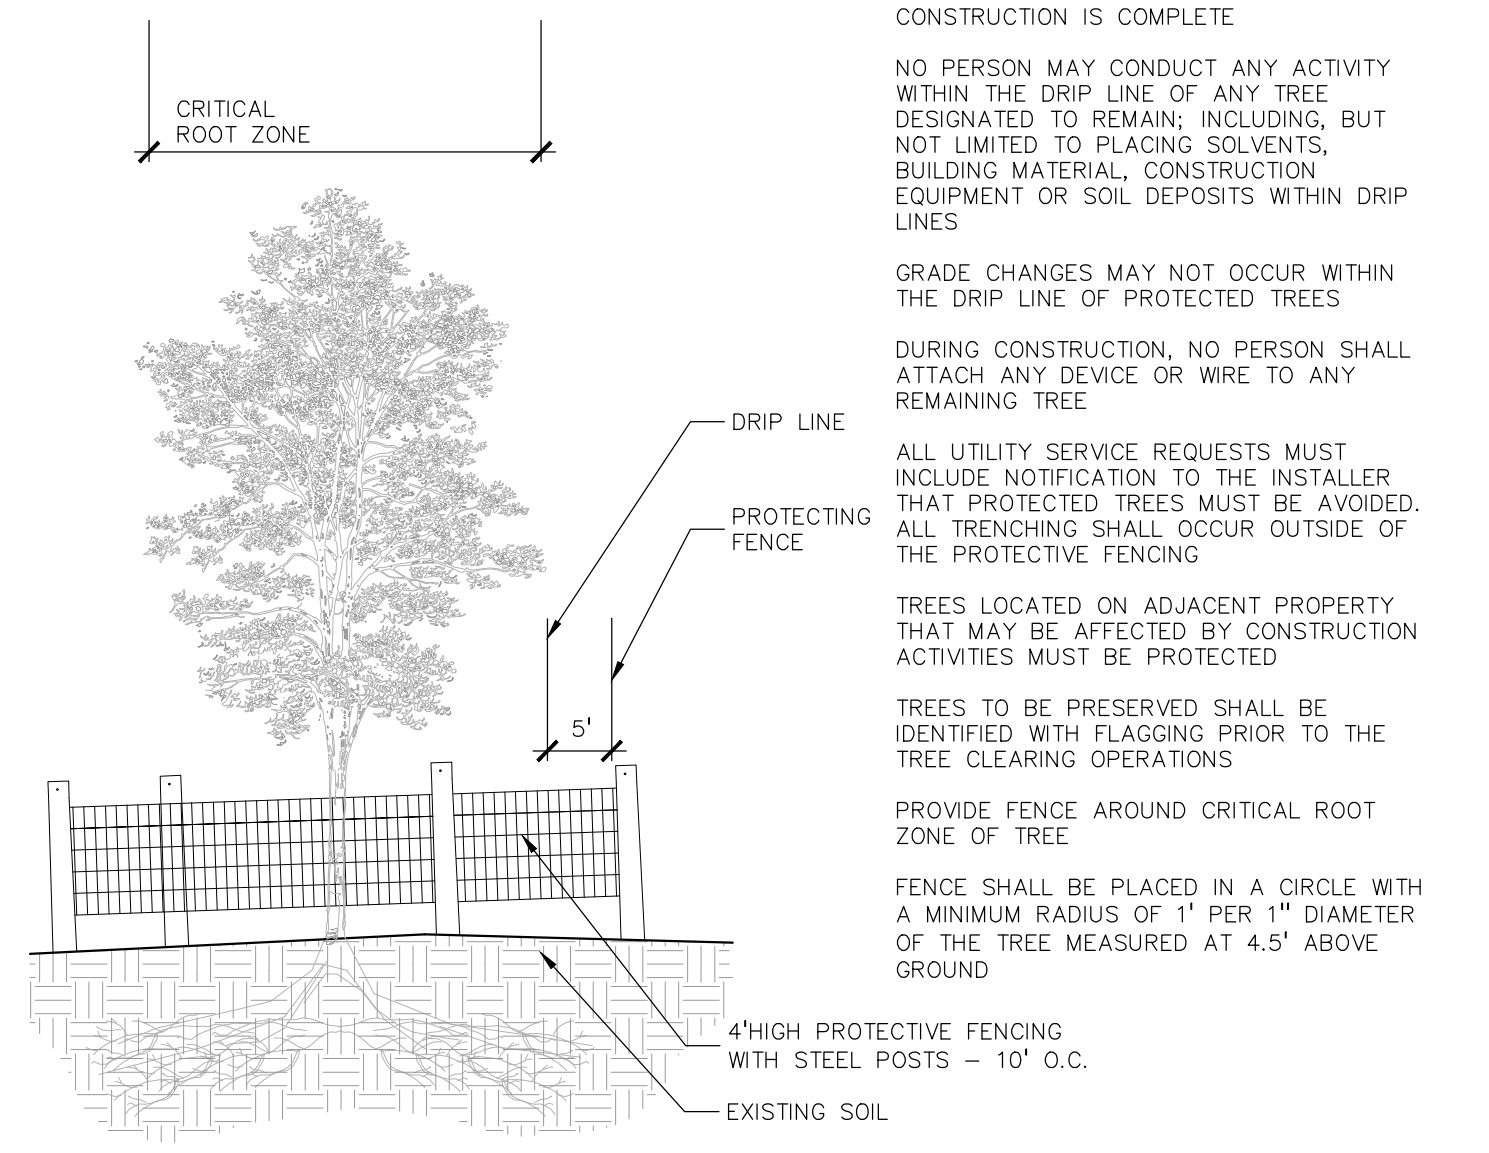 CRITICAL
ROOT ZONE
DRIP LINE
PROTECTING
FENCE
5'
4'HIGH PROTECTIVE FENCING
WITH STEEL POSTS – 10' O.C.
EXISTING SOIL
CONSTRUCTION IS COMPLETE
NO PERSON MAY CONDUCT ANY ACTIVITY
WITHIN THE DRIP LINE OF ANY TREE
DESIGNATED TO REMAIN; INCLUDING, BUT
NOT LIMITED TO PLACING SOLVENTS,
BUILDING MATERIAL, CONSTRUCTION
EQUIPMENT OR SOIL DEPOSITS WITHIN DRIP
LINES
GRADE CHANGES MAY NOT OCCUR WITHIN
THE DRIP LINE OF PROTECTED TREES
DURING CONSTRUCTION, NO PERSON SHALL
ATTACH ANY DEVICE OR WIRE TO ANY
REMAINING TREE
ALL UTILITY SERVICE REQUESTS MUST
INCLUDE NOTIFICATION TO THE INSTALLER
THAT PROTECTED TREES MUST BE AVOIDED.
ALL TRENCHING SHALL OCCUR OUTSIDE OF
THE PROTECTIVE FENCING
TREES LOCATED ON ADJACENT PROPERTY
THAT MAY BE AFFECTED BY CONSTRUCTION
ACTIVITIES MUST BE PROTECTED
TREES TO BE PRESERVED SHALL BE
IDENTIFIED WITH FLAGGING PRIOR TO THE
TREE CLEARING OPERATIONS
PROVIDE FENCE AROUND CRITICAL ROOT
ZONE OF TREE
FENCE SHALL BE PLACED IN A CIRCLE WITH
A MINIMUM RADIUS OF 1' PER 1" DIAMETER
OF THE TREE MEASURED AT 4.5' ABOVE
GROUND